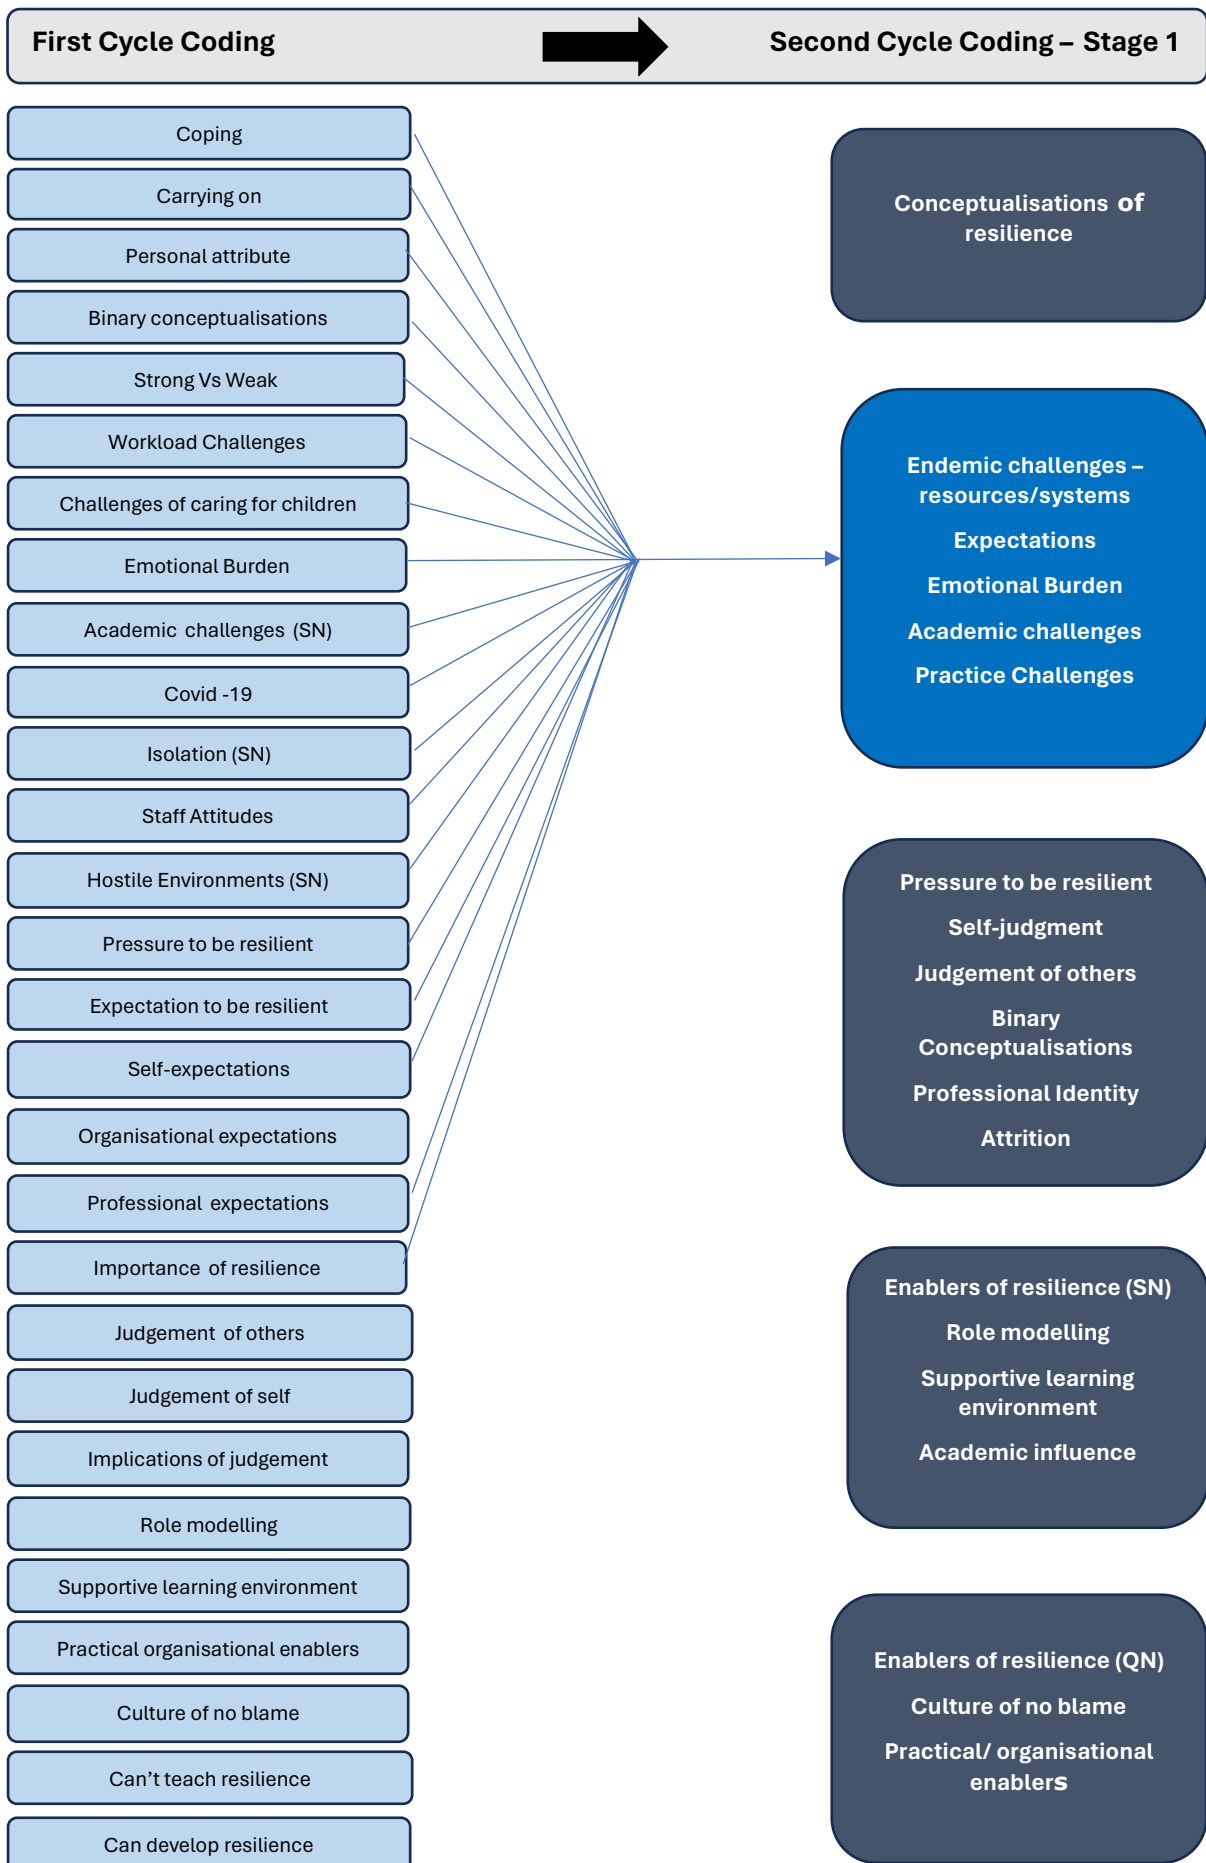 First Cycle Coding
Second Cycle Coding – Stage 1
Coping
Carrying on
Personal attribute
Binary conceptualisations
Strong Vs Weak
Workload Challenges
Challenges of caring for children
Emotional Burden
Academic challenges (SN)
Covid -19
Isolation (SN)
Staff Attitudes
Hostile Environments (SN)
Pressure to be resilient
Expectation to be resilient
Self-expectations
Organisational expectations
Professional expectations
Importance of resilience
Judgement of others
Judgement of self
Implications of judgement
Role modelling
Supportive learning environment
Practical organisational enablers
Culture of no blame
Can’t teach resilience
Can develop resilience
Conceptualisations of
resilience
Endemic challenges –
resources/systems
Expectations
Emotional Burden
Academic challenges
Practice Challenges
Pressure to be resilient
Self-judgment
Judgement of others
Binary
Conceptualisations
Professional Identity
Attrition
Enablers of resilience (SN)
Role modelling
Supportive learning
environment
Academic influence
Enablers of resilience (QN)
Culture of no blame
Practical/ organisational
enablers